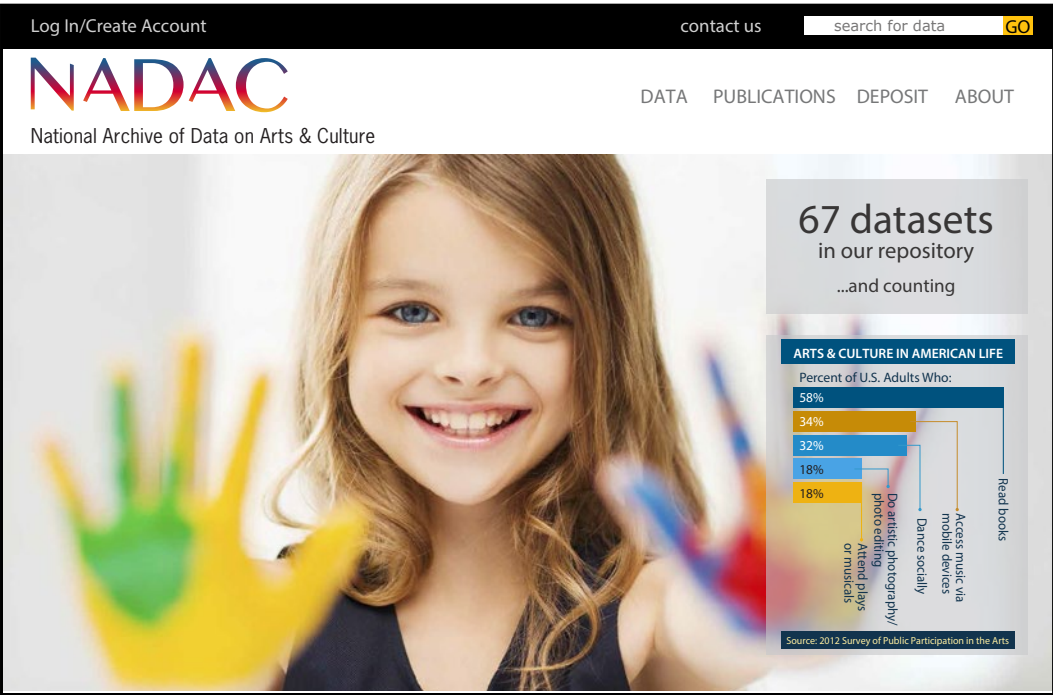 Log In/Create Account
contact us
search for data
GO
NADAC
National Archive of Data on Arts & Culture
DATA
PUBLICATIONS
DEPOSIT
ABOUT
67 datasets
in our repository
...and counting
ARTS & CULTURE IN AMERICAN LIFE
Percent of U.S. Adults Who:
58%
34%
32%
18%
18%
Read books
Access music via
mobile devices
Dance socially
Do artistic photography/
photo editing
Attend plays
or musicals
Source: 2012 Survey of Public Participation in the Arts